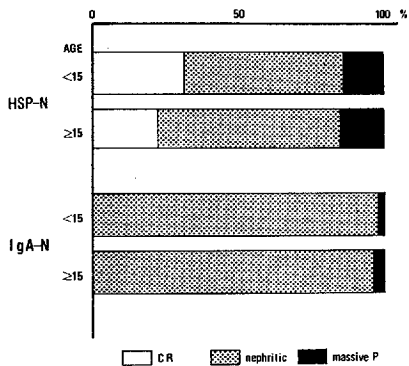 0 50 100 %
AGE
<15
HSP-N
≥15
<15
IgA-N
≥15
CR nephritic massive P